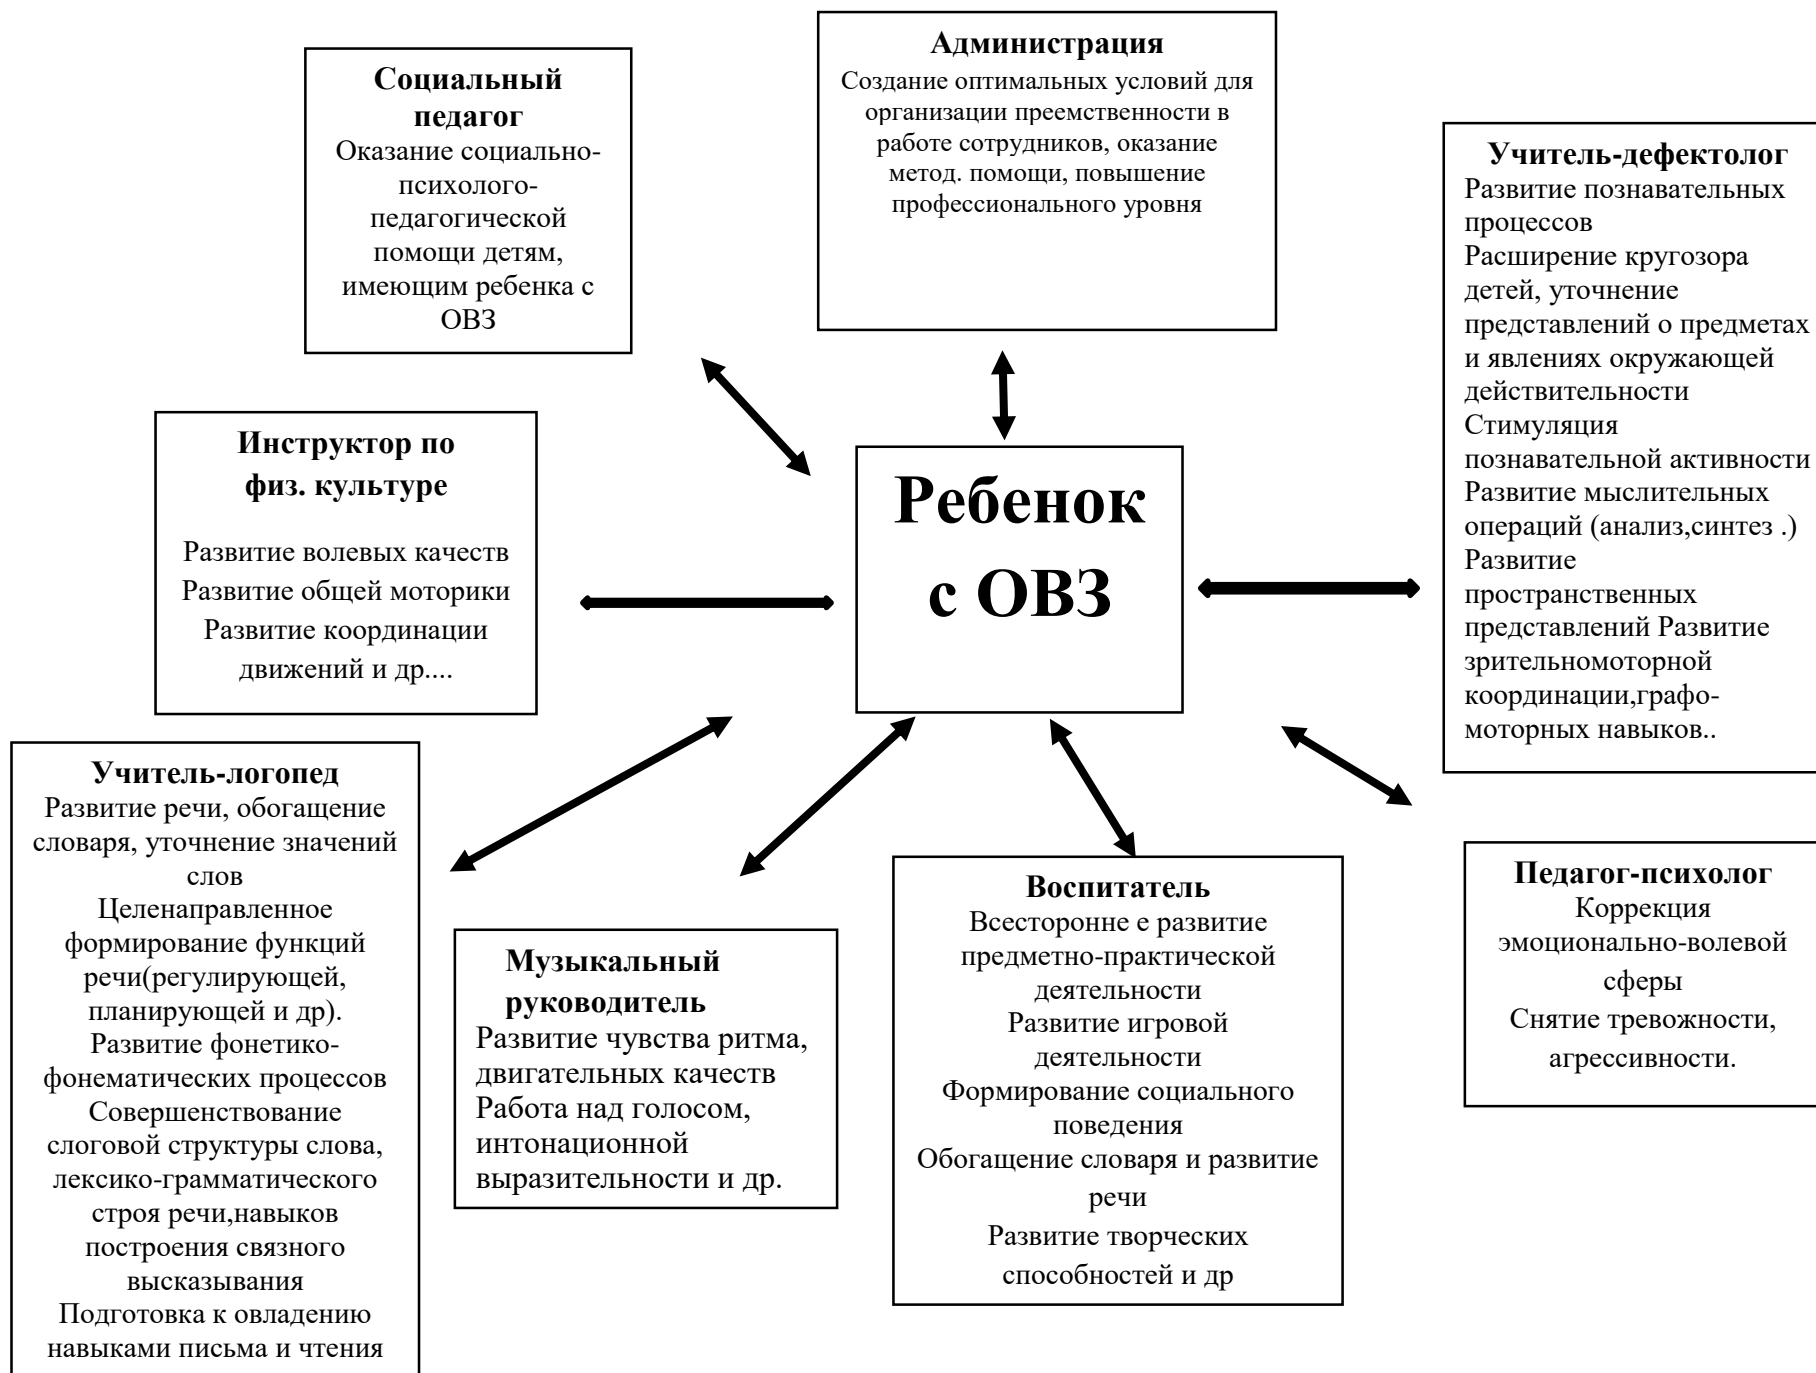 Социальный
педагог
Оказание социально-
психолого-
педагогической
помощи детям,
имеющим ребенка с
ОВЗ
Администрация
Создание оптимальных условий для
организации преемственности в
работе сотрудников, оказание
метод. помощи, повышение
профессионального уровня
Учитель-дефектолог
Развитие познавательных
процессов
Расширение кругозора
детей, уточнение
представлений о предметах
и явлениях окружающей
действительности
Стимуляция
познавательной активности
Развитие мыслительных
операций (анализ,синтез .)
Развитие
пространственных
представлений Развитие
зрительномоторной
координации,графо-
моторных навыков..
Инструктор по
физ. культуре
Развитие волевых качеств
Развитие общей моторики
Развитие координации
движений и др....
Ребенок
с ОВЗ
Учитель-логопед
Развитие речи, обогащение
словаря, уточнение значений
слов
Целенаправленное
формирование функций
речи(регулирующей,
планирующей и др).
Развитие фонетико-
фонематических процессов
Совершенствование
слоговой структуры слова,
лексико-грамматического
строя речи,навыков
построения связного
высказывания
Подготовка к овладению
навыками письма и чтения
Музыкальный
руководитель
Развитие чувства ритма,
двигательных качеств
Работа над голосом,
интонационной
выразительности и др.
Воспитатель
Всесторонне е развитие
предметно-практической
деятельности
Развитие игровой
деятельности
Формирование социального
поведения
Обогащение словаря и развитие
речи
Развитие творческих
способностей и др
Педагог-психолог
Коррекция
эмоционально-волевой
сферы
Снятие тревожности,
агрессивности.